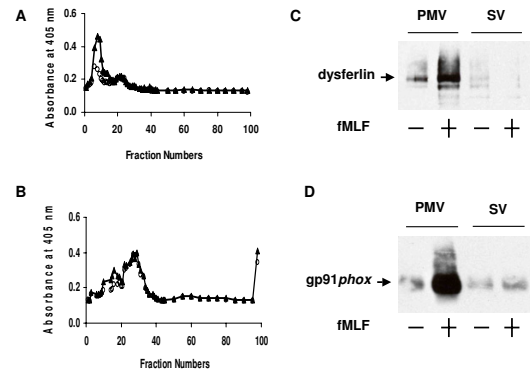 A
Absorbance at 405 nm
0.6
0.4
0.2
0.0
0 20 40 60 80 100
Fraction Numbers
B
Absorbance at 405 nm
0.6
0.4
0.2
0.0
0 20 40 60 80 100
Fraction Numbers
C
PMV SV
dysferlin
fMLF − + − +
D
PMV SV
gp91phox
fMLF − + − +